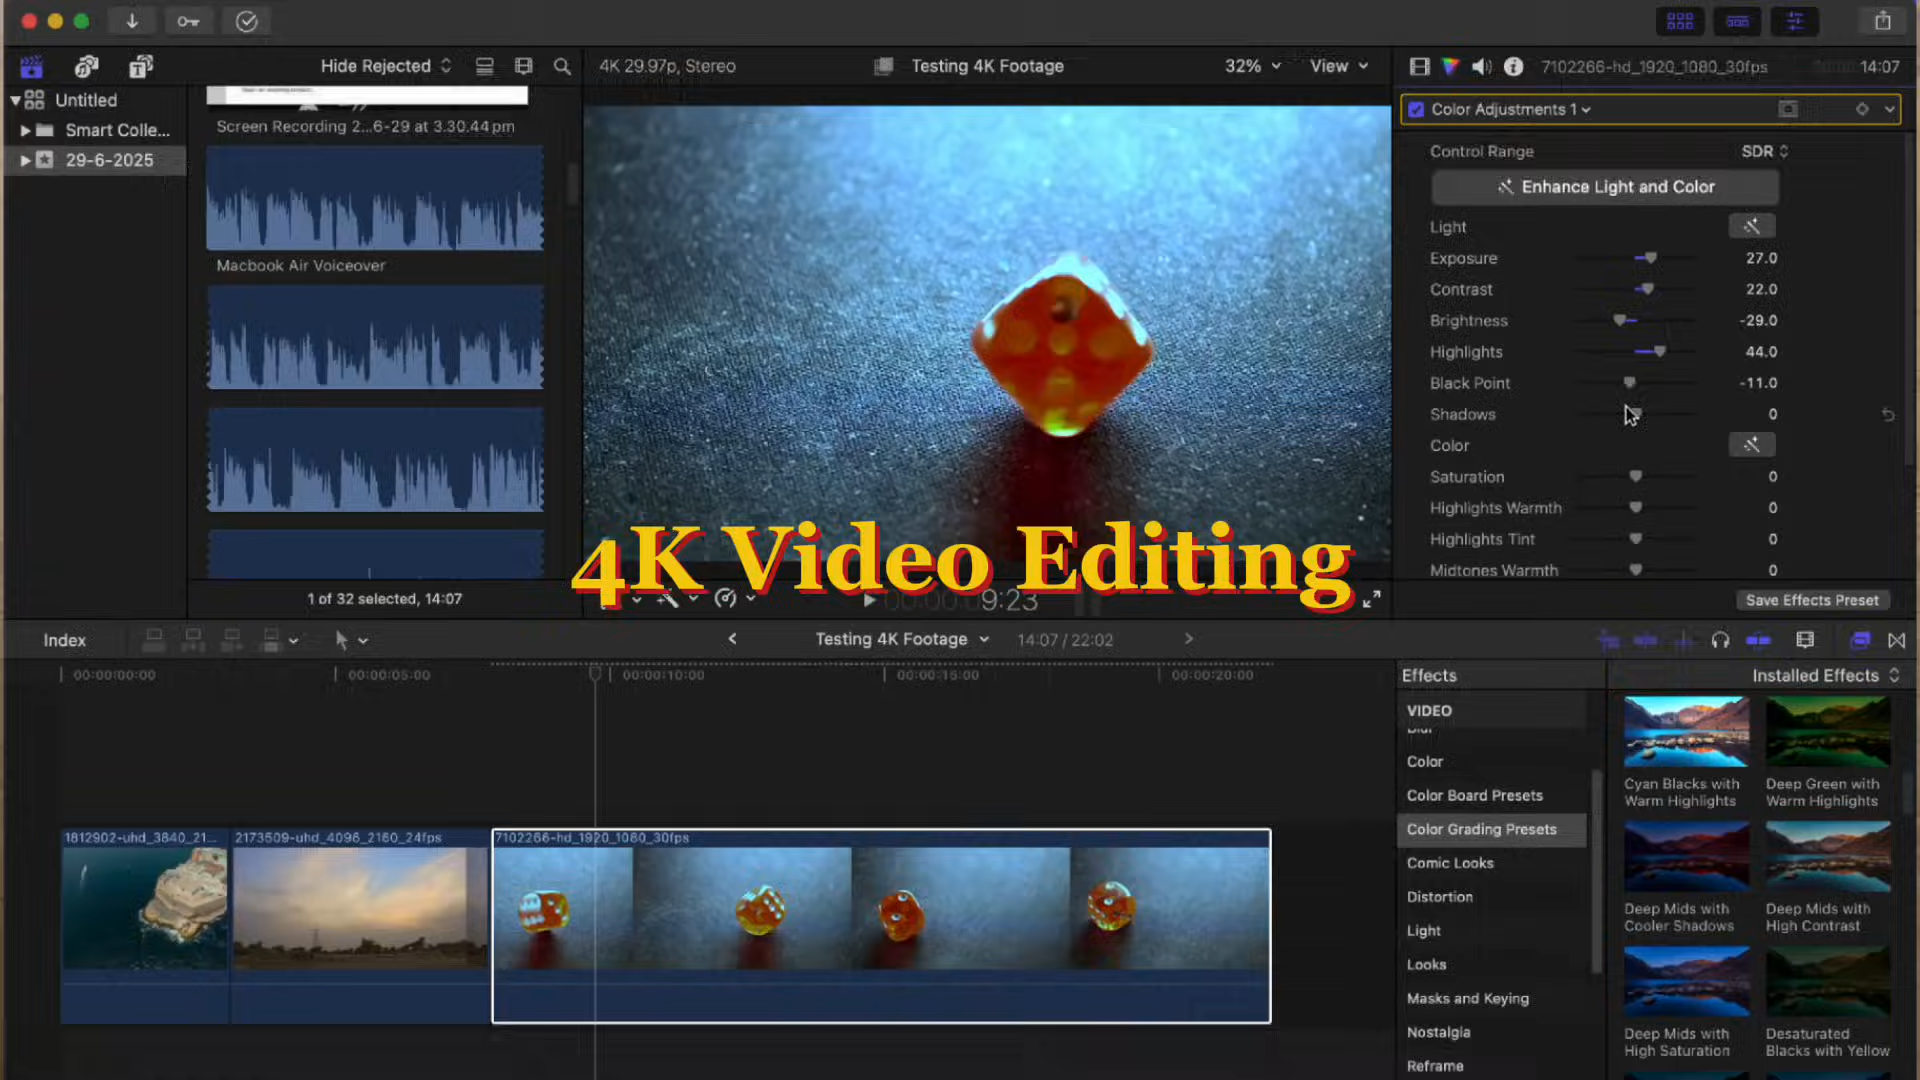 Hide Rejected
4K 29.97p, Stereo
Testing 4K Footage
32%
View
7102266-hd_1920_1080_30fps
14:07
Untitled
Smart Colle...
29-6-2025
Screen Recording 2...6-29 at 3.30.44 pm
Macbook Air Voiceover
1 of 32 selected, 14:07
Color Adjustments 1
Control Range
SDR
Enhance Light and Color
Light
Exposure
27.0
Contrast
22.0
Brightness
-29.0
Highlights
44.0
Black Point
-11.0
Shadows
0
Color
Saturation
0
Highlights Warmth
0
Highlights Tint
0
Midtones Warmth
0
Save Effects Preset
4K Video Editing
9:23
Index
Testing 4K Footage
14:07 / 22:02
00:00:00:00
00:00:05:00
00:00:10:00
00:00:15:00
00:00:20:00
1812902-uhd_3840_21...
2173509-uhd_4096_2160_24fps
7102266-hd_1920_1080_30fps
Effects
Installed Effects
VIDEO
Blur
Color
Color Board Presets
Color Grading Presets
Comic Looks
Distortion
Light
Looks
Masks and Keying
Nostalgia
Reframe
Cyan Blacks with
Warm Highlights
Deep Green with
Warm Highlights
Deep Mids with
Cooler Shadows
Deep Mids with
High Contrast
Deep Mids with
High Saturation
Desaturated
Blacks with Yellow